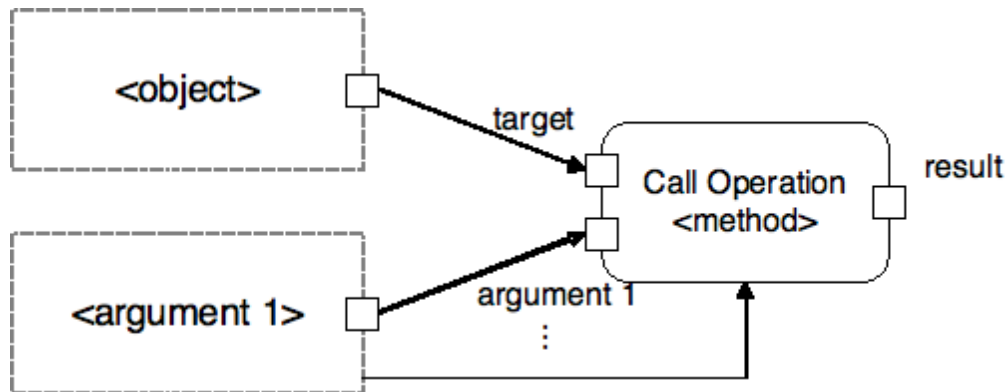 <object>
target
Call Operation
<method>
result
<argument 1>
argument 1
⋮